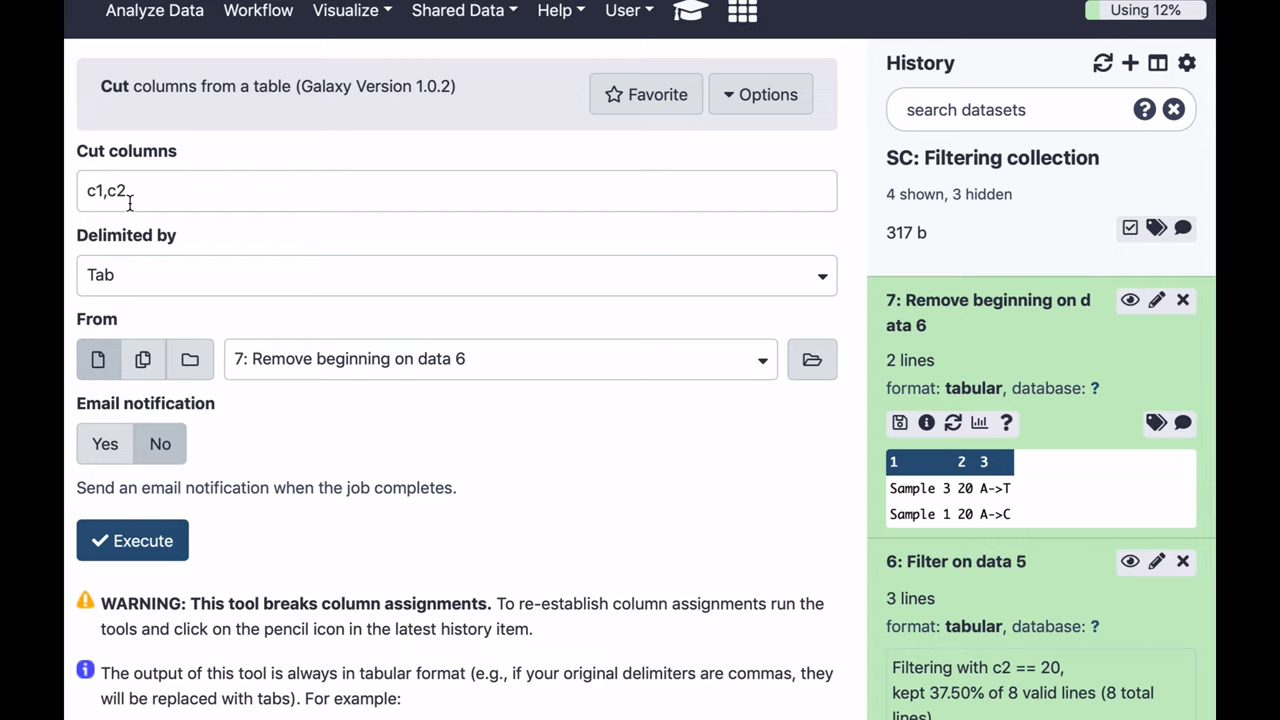 Analyze Data Workflow Visualize Shared Data Help User Using 12%
Cut columns from a table (Galaxy Version 1.0.2)
Favorite
Options
Cut columns
c1,c2
Delimited by
Tab
From
7: Remove beginning on data 6
Email notification
Yes No
Send an email notification when the job completes.
Execute
WARNING: This tool breaks column assignments. To re-establish column assignments run the
tools and click on the pencil icon in the latest history item.
The output of this tool is always in tabular format (e.g., if your original delimiters are commas, they
will be replaced with tabs). For example:
History
search datasets
SC: Filtering collection
4 shown, 3 hidden
317 b
7: Remove beginning on d
ata 6
2 lines
format: tabular, database: ?
1 2 3
Sample 3 20 A->T
Sample 1 20 A->C
6: Filter on data 5
3 lines
format: tabular, database: ?
Filtering with c2 == 20,
kept 37.50% of 8 valid lines (8 total
lines)